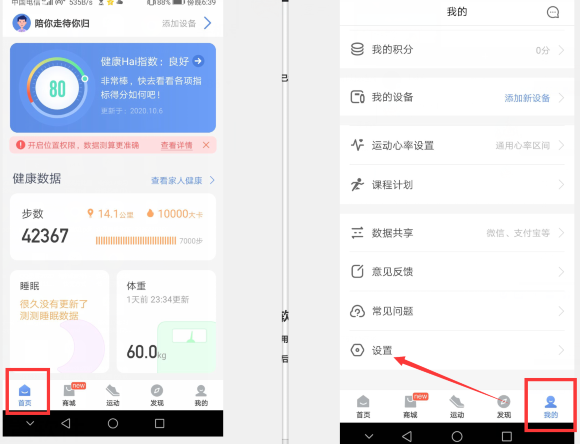 中国电信
535B/s
88%
傍晚6:39
陪你走待你归
添加设备
健康Hai指数：良好
80
非常棒，快去看看各项指
标得分如何吧！
更新于：2020.10.6
开启位置权限，数据测算更准确
查看详情
健康数据
查看家人健康
步数
14.1公里
10000大卡
42367
7000步
睡眠
很久没有更新了
测测睡眠数据
体重
1天前 23:34更新
60.0kg
new
首页
商城
运动
发现
我的
已
欢
用
后
我的
我的积分
0分
我的设备
添加新设备
运动心率设置
通用心率区间
课程计划
数据共享
微信、支付宝等
意见反馈
常见问题
设置
new
首页
商城
运动
发现
我的